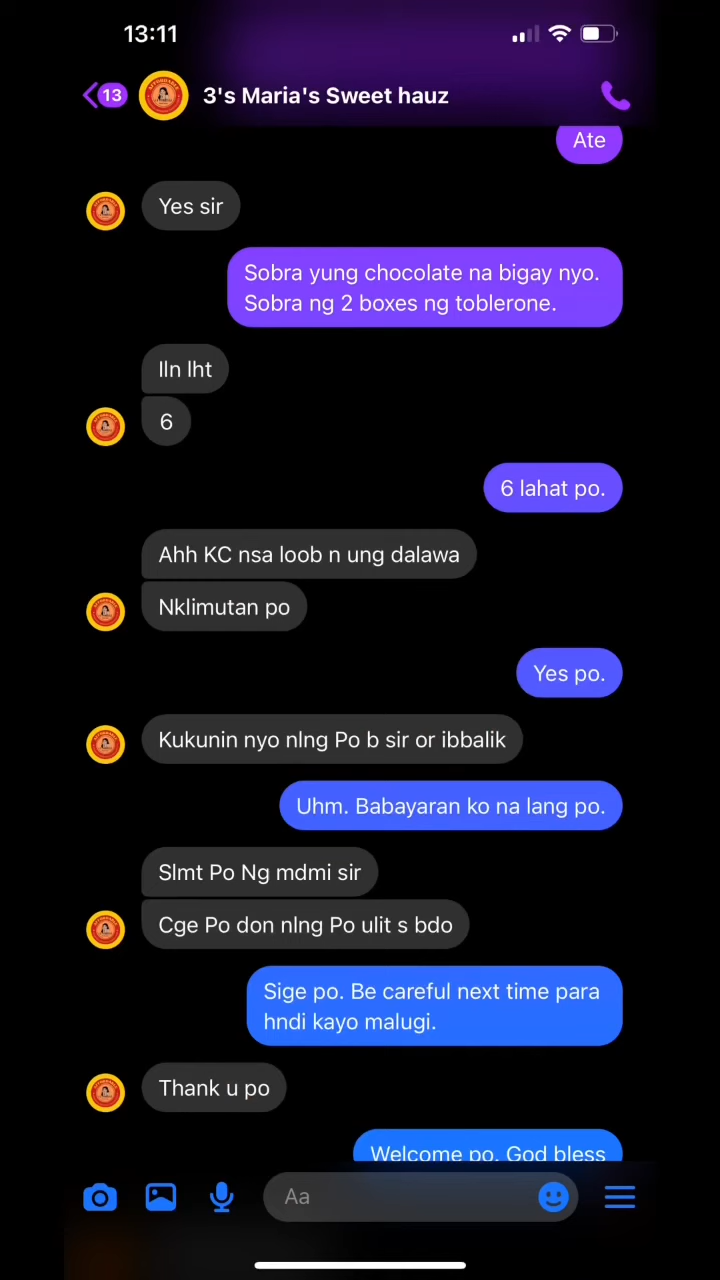 13:11
13
3's Maria's Sweet hauz
Ate
Yes sir
Sobra yung chocolate na bigay nyo.
Sobra ng 2 boxes ng toblerone.
Iln lht
6
6 lahat po.
Ahh KC nsa loob n ung dalawa
Nklimutan po
Yes po.
Kukunin nyo nlng Po b sir or ibbalik
Uhm. Babayaran ko na lang po.
Slmt Po Ng mdmi sir
Cge Po don nlng Po ulit s bdo
Sige po. Be careful next time para
hndi kayo malugi.
Thank u po
Welcome po. God bless
Aa